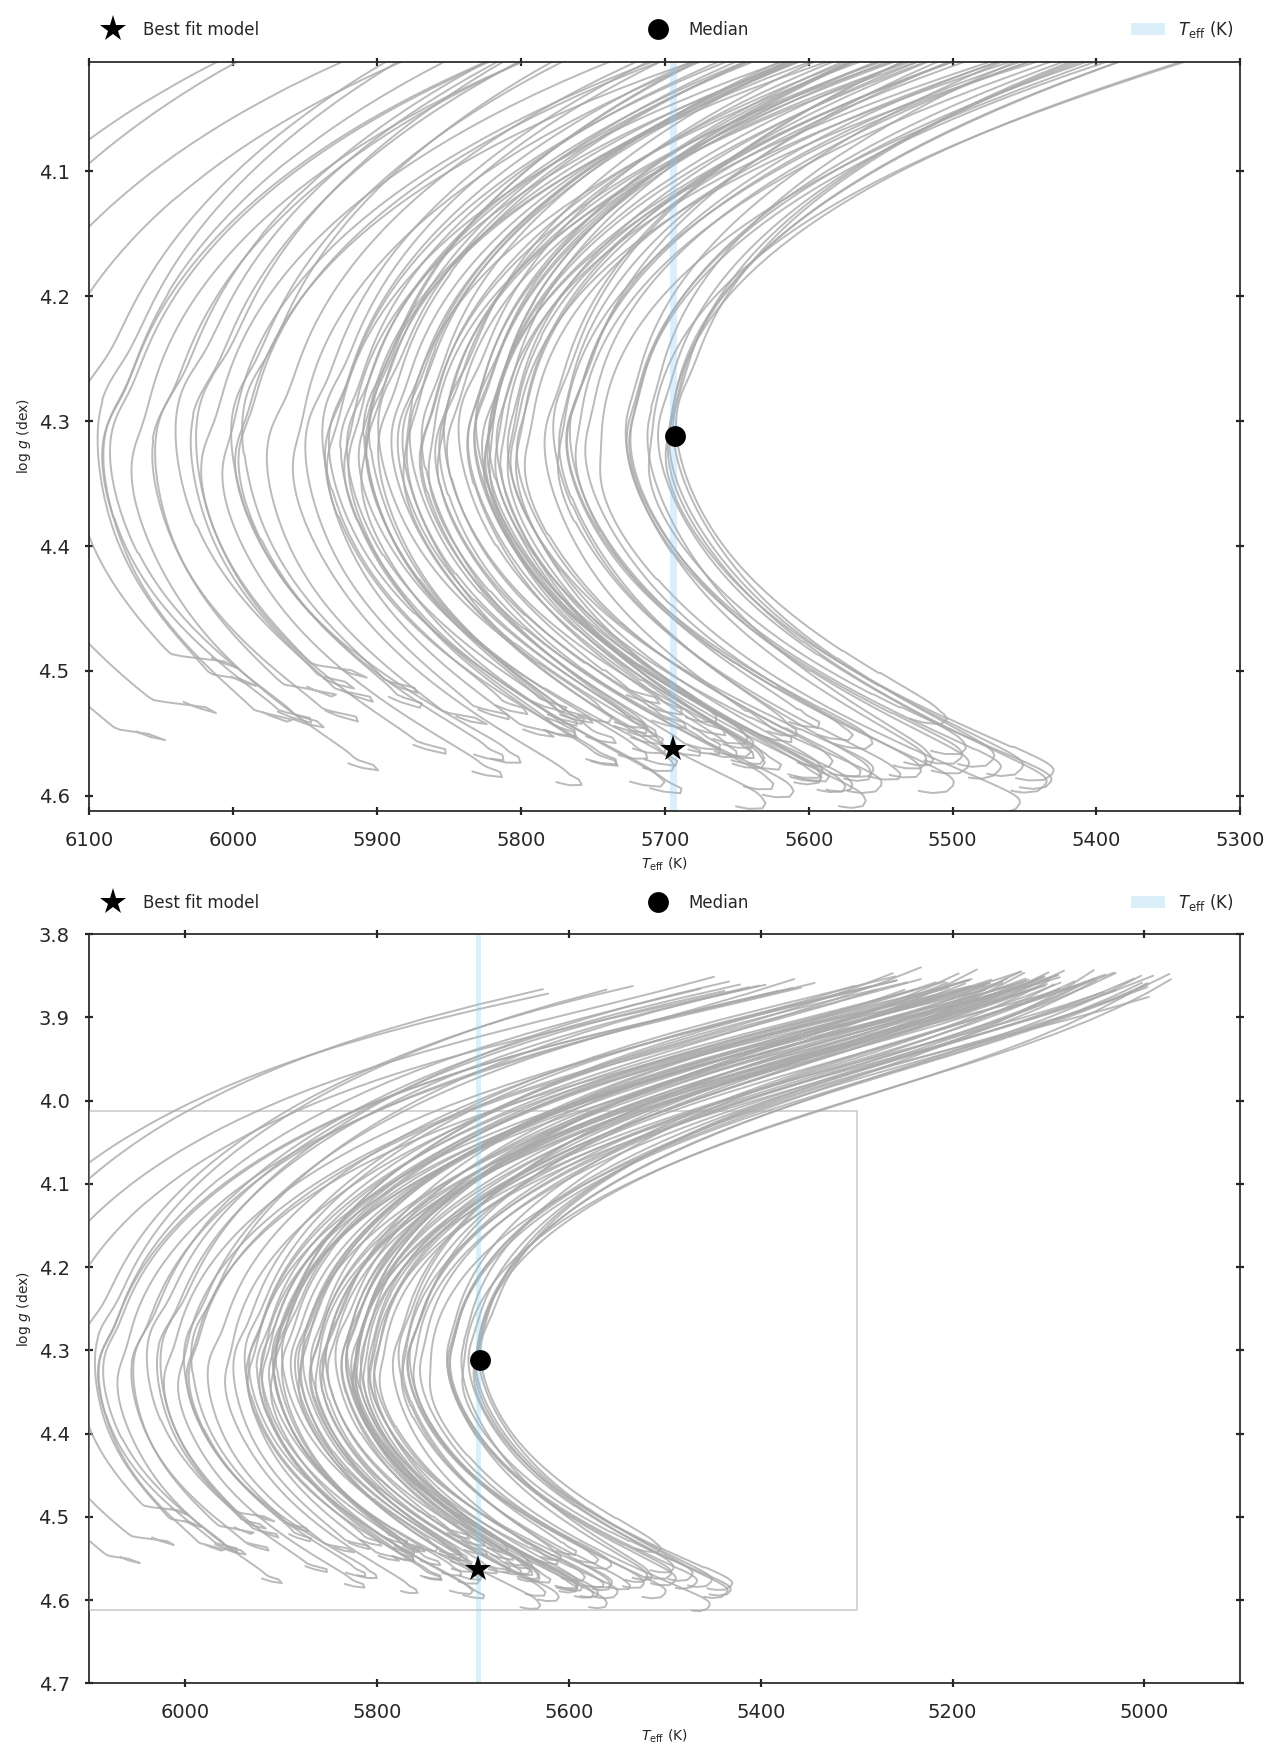 Best fit model Median T_eff (K)
4.1
4.2
4.3
log g (dex)
4.4
4.5
4.6
6100 6000 5900 5800 5700 5600 5500 5400 5300
T_eff (K)
Best fit model Median T_eff (K)
3.8
3.9
4.0
4.1
4.2
4.3
log g (dex)
4.4
4.5
4.6
4.7
6000 5800 5600 5400 5200 5000
T_eff (K)